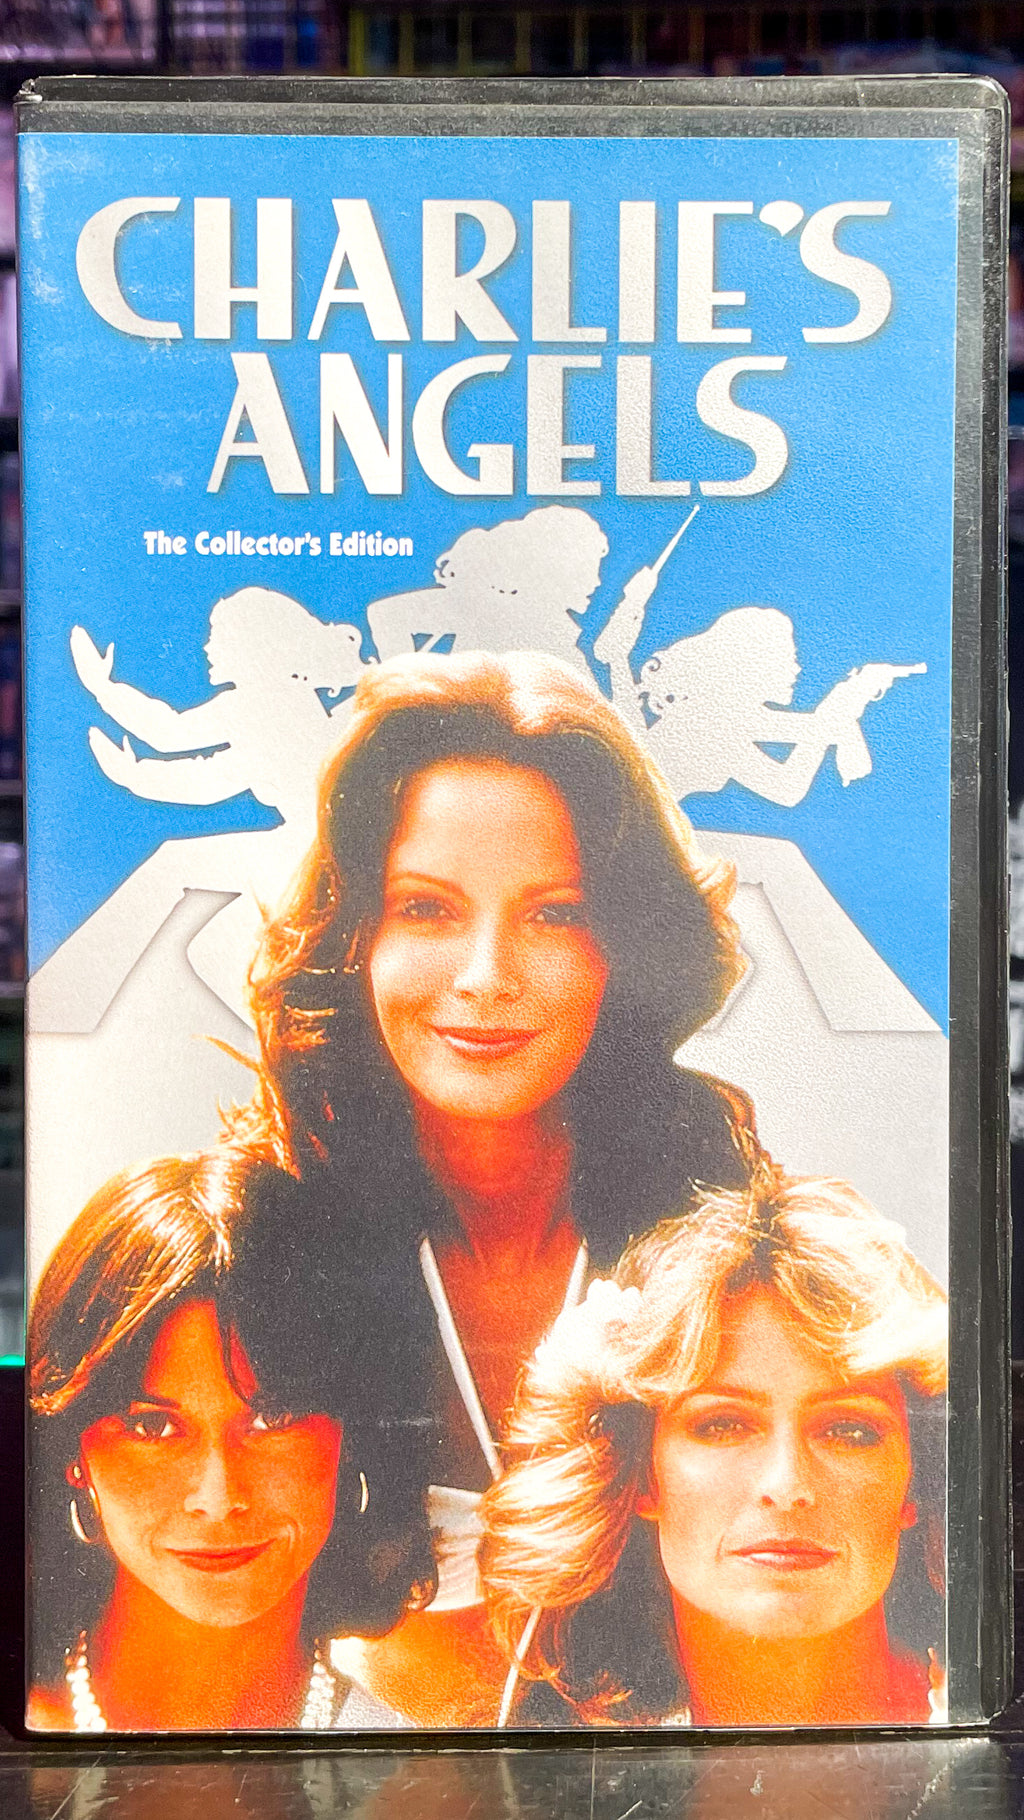 CHARLIE'S
ANGELS
The Collector's Edition